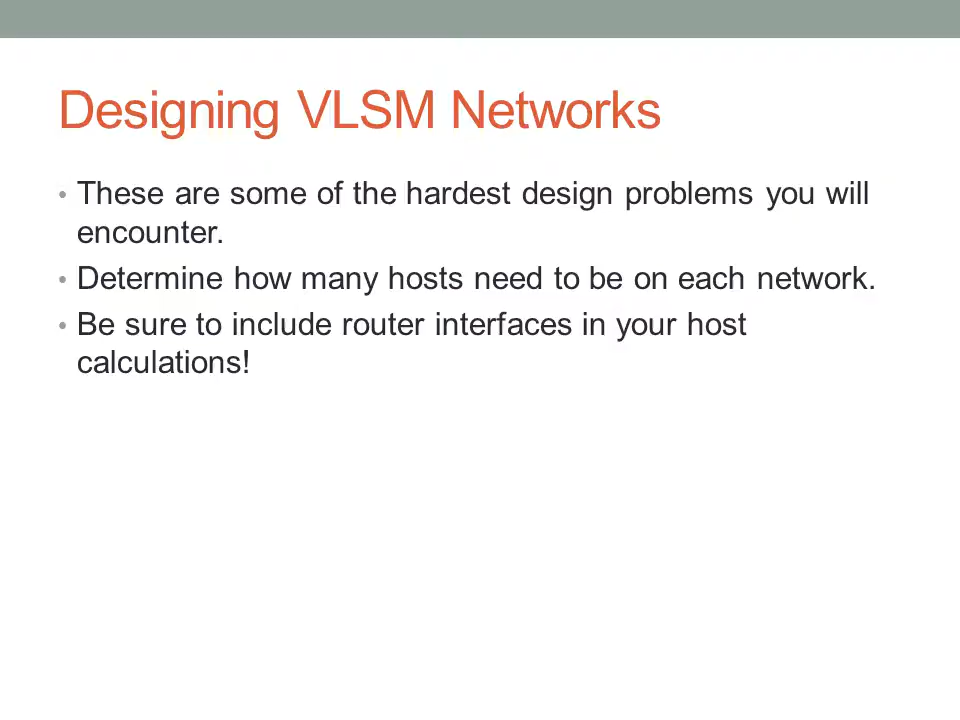 Designing VLSM Networks
• These are some of the hardest design problems you will
encounter.
• Determine how many hosts need to be on each network.
• Be sure to include router interfaces in your host
calculations!